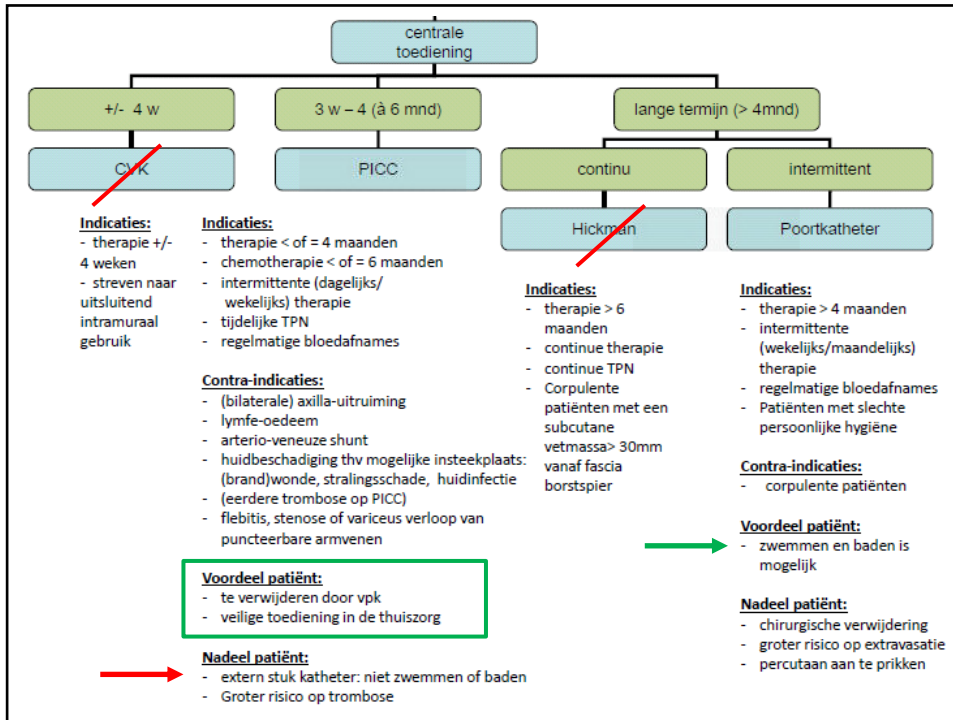 centrale
toediening
+/- 4 w
3 w – 4 (à 6 mnd)
lange termijn (> 4mnd)
CVK
PICC
continu
intermittent
Hickman
Poortkatheter
Indicaties:
- therapie +/-
4 weken
- streven naar
uitsluitend
intramuraal
gebruik
Indicaties:
- therapie < of = 4 maanden
- chemotherapie < of = 6 maanden
- intermittente (dagelijks/
wekelijks) therapie
- tijdelijke TPN
- regelmatige bloedafnames
Contra-indicaties:
- (bilaterale) axilla-uitruiming
- lymfe-oedeem
- arterio-veneuze shunt
- huidbeschadiging thv mogelijke insteekplaats:
(brand)wonde, stralingsschade, huidinfectie
- (eerdere trombose op PICC)
- flebitis, stenose of variceus verloop van
puncteerbare armvenen
Voordeel patiënt:
- te verwijderen door vpk
- veilige toediening in de thuiszorg
Nadeel patiënt:
- extern stuk katheter: niet zwemmen of baden
- Groter risico op trombose
Indicaties:
- therapie > 6
maanden
- continue therapie
- continue TPN
- Corpulente
patiënten met een
subcutane
vetmassa> 30mm
vanaf fascia
borstspier
Indicaties:
- therapie > 4 maanden
- intermittente
(wekelijks/maandelijks)
therapie
- regelmatige bloedafnames
- Patiënten met slechte
persoonlijke hygiëne
Contra-indicaties:
- corpulente patiënten
Voordeel patiënt:
- zwemmen en baden is
mogelijk
Nadeel patiënt:
- chirurgische verwijdering
- groter risico op extravasatie
- percutaan aan te prikken